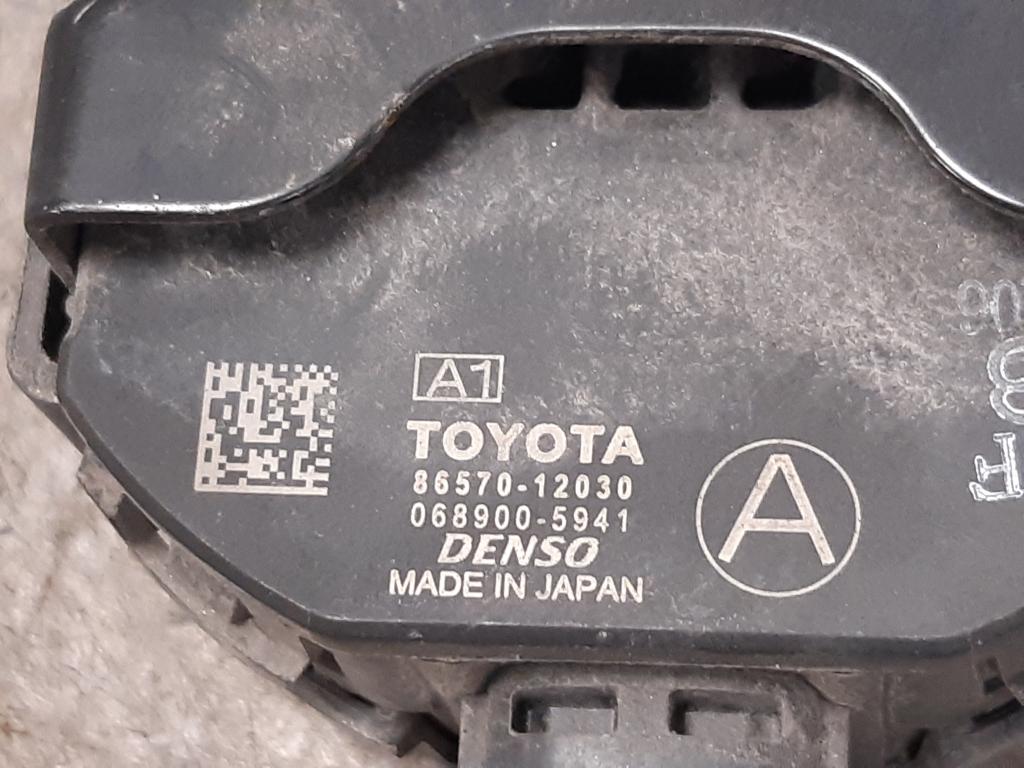 A1
TOYOTA
86570-12030
068900-5941
DENSO
MADE IN JAPAN
A